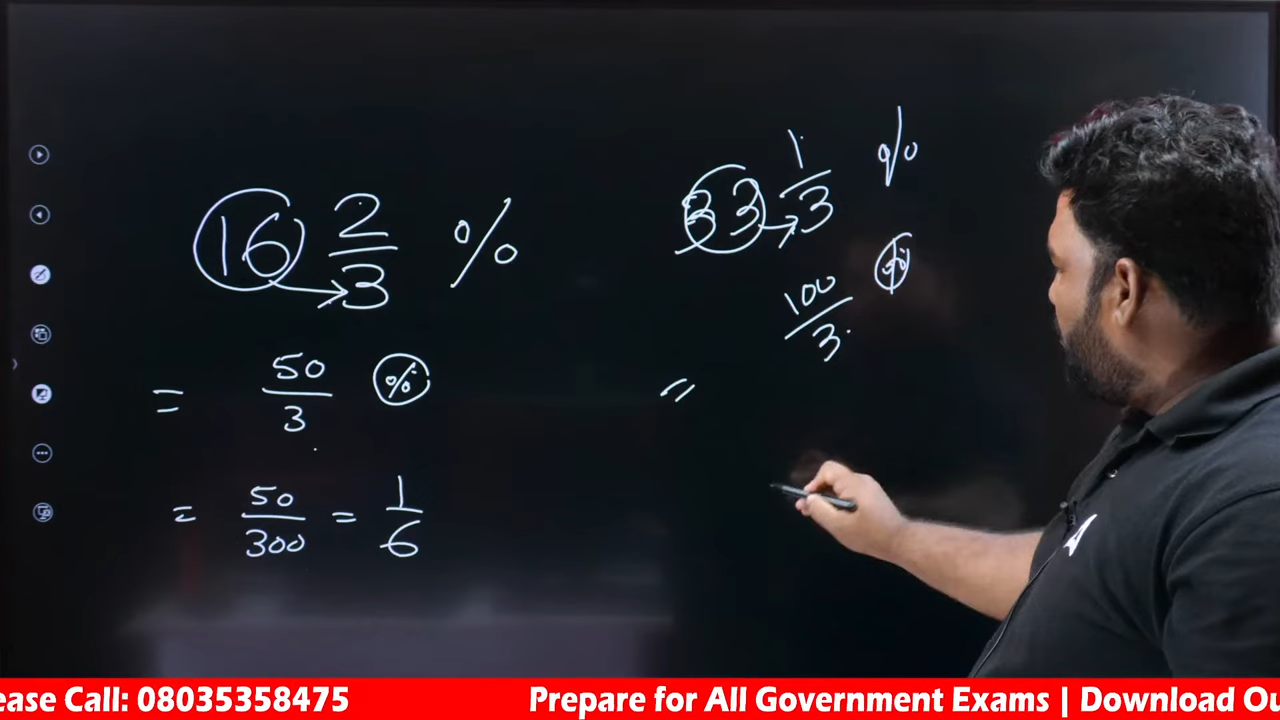 16 2/3 %
= 50/3 %
= 50/300 = 1/6
33 1/3 %
100/3 %
=
ease Call: 08035358475 Prepare for All Government Exams | Download Ou